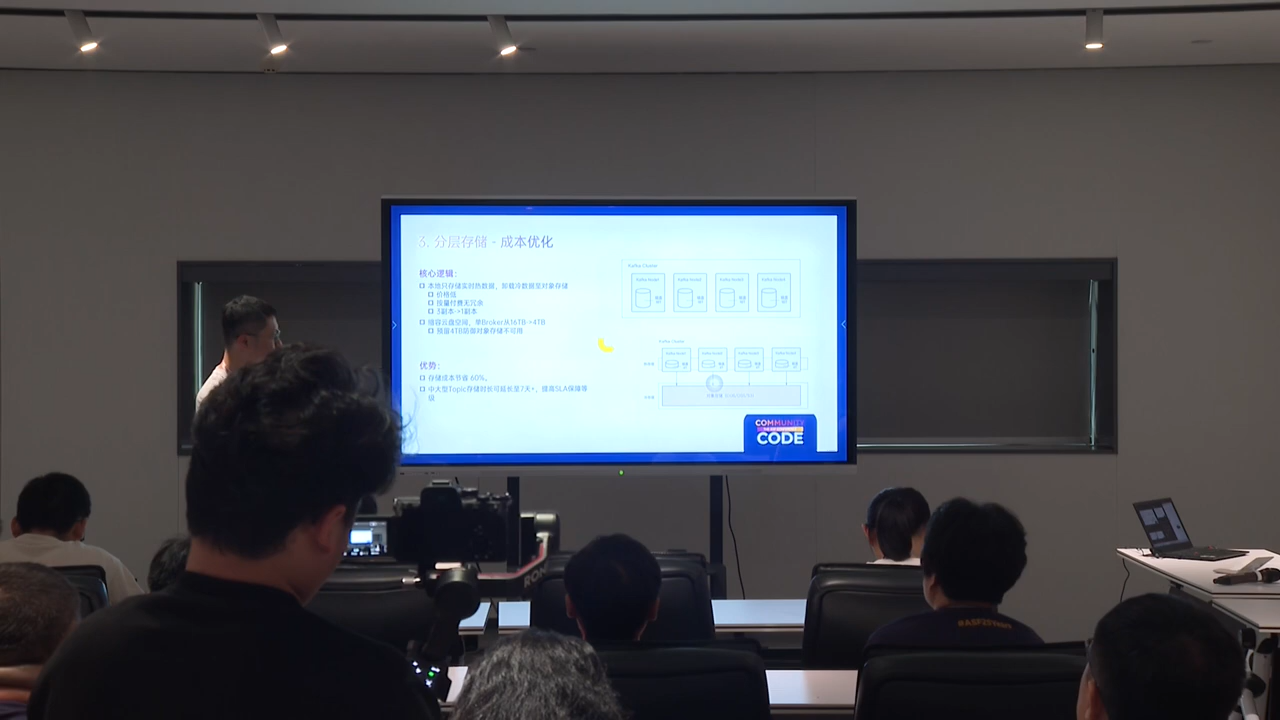 3. 分层存储 - 成本优化
核心逻辑：
本地只存储实时热数据，卸载冷数据至对象存储
价格低
按量付费无冗余
3副本->1副本
缩容云盘空间，单Broker从16TB->4TB
预留4TB防御对象存储不可用
优势：
存储成本节省 60%。
中大型Topic存储时长可延长至7天+，提高SLA保障等
级
Kafka Cluster
Kafka Cluster
COMMUNITY
CODE
RON